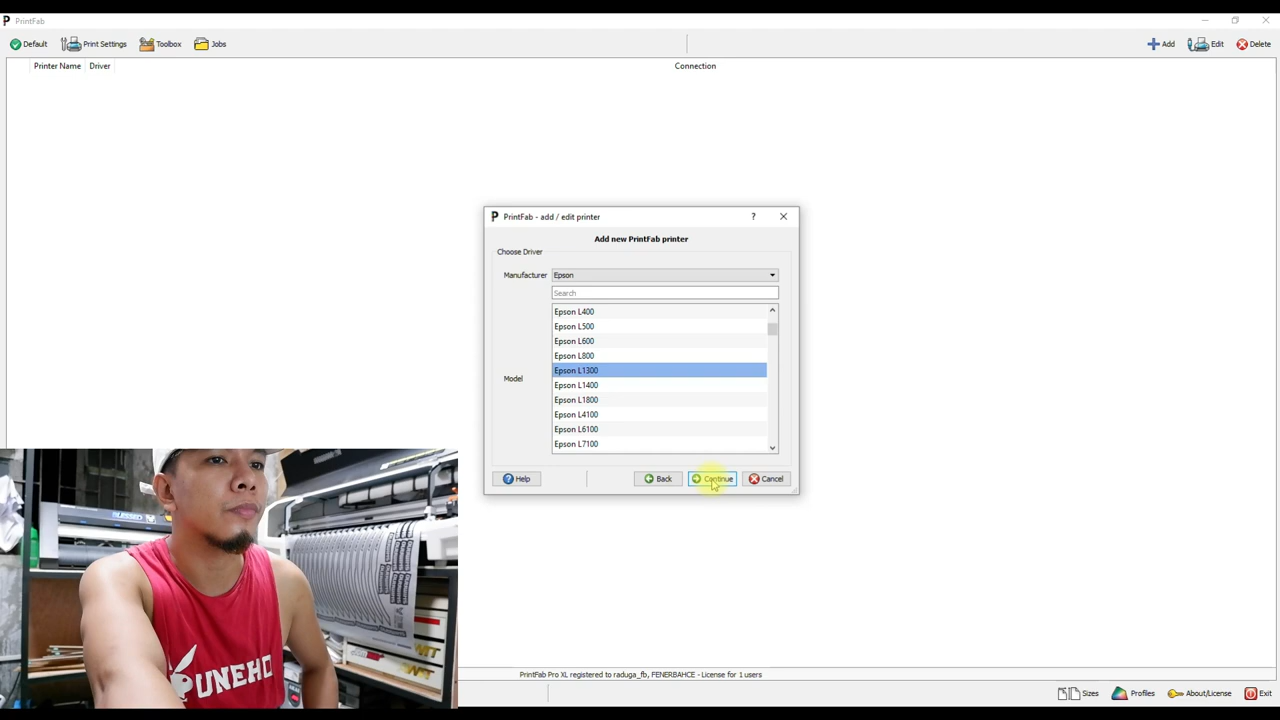 PrintFab
Default Print Settings Toolbox Jobs Add Edit Delete
Printer Name Driver Connection
PrintFab - add / edit printer ?
Add new PrintFab printer
Choose Driver
Manufacturer Epson
Search
Epson L400
Epson L500
Epson L600
Epson L800
Epson L1300
Model
Epson L1400
Epson L1800
Epson L4100
Epson L6100
Epson L7100
Help Back Continue Cancel
UNEHO
PrintFab Pro XL registered to raduga_fb, FENERBAHCE - License for 1 users
Sizes Profiles About/License Exit